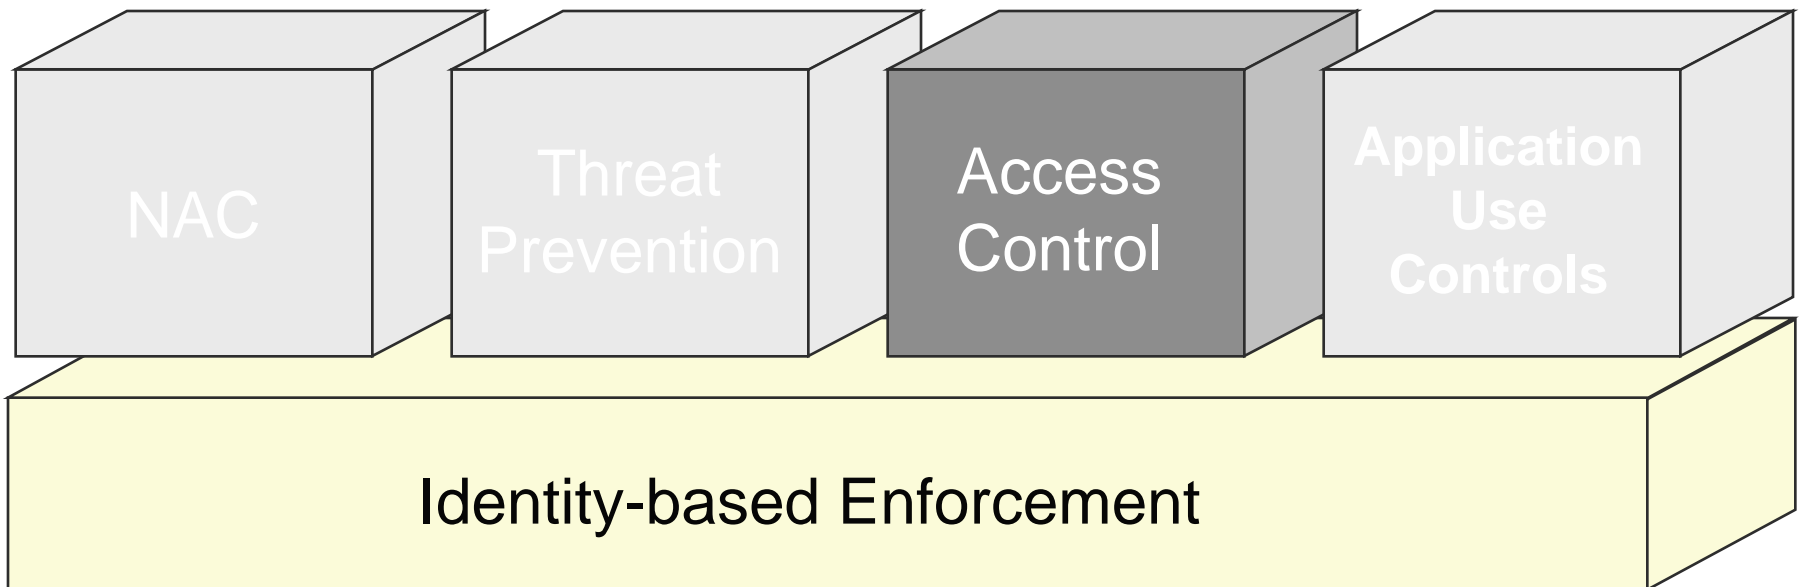 NAC
Threat
Prevention
Access
Control
Application
Use
Controls
Identity-based Enforcement